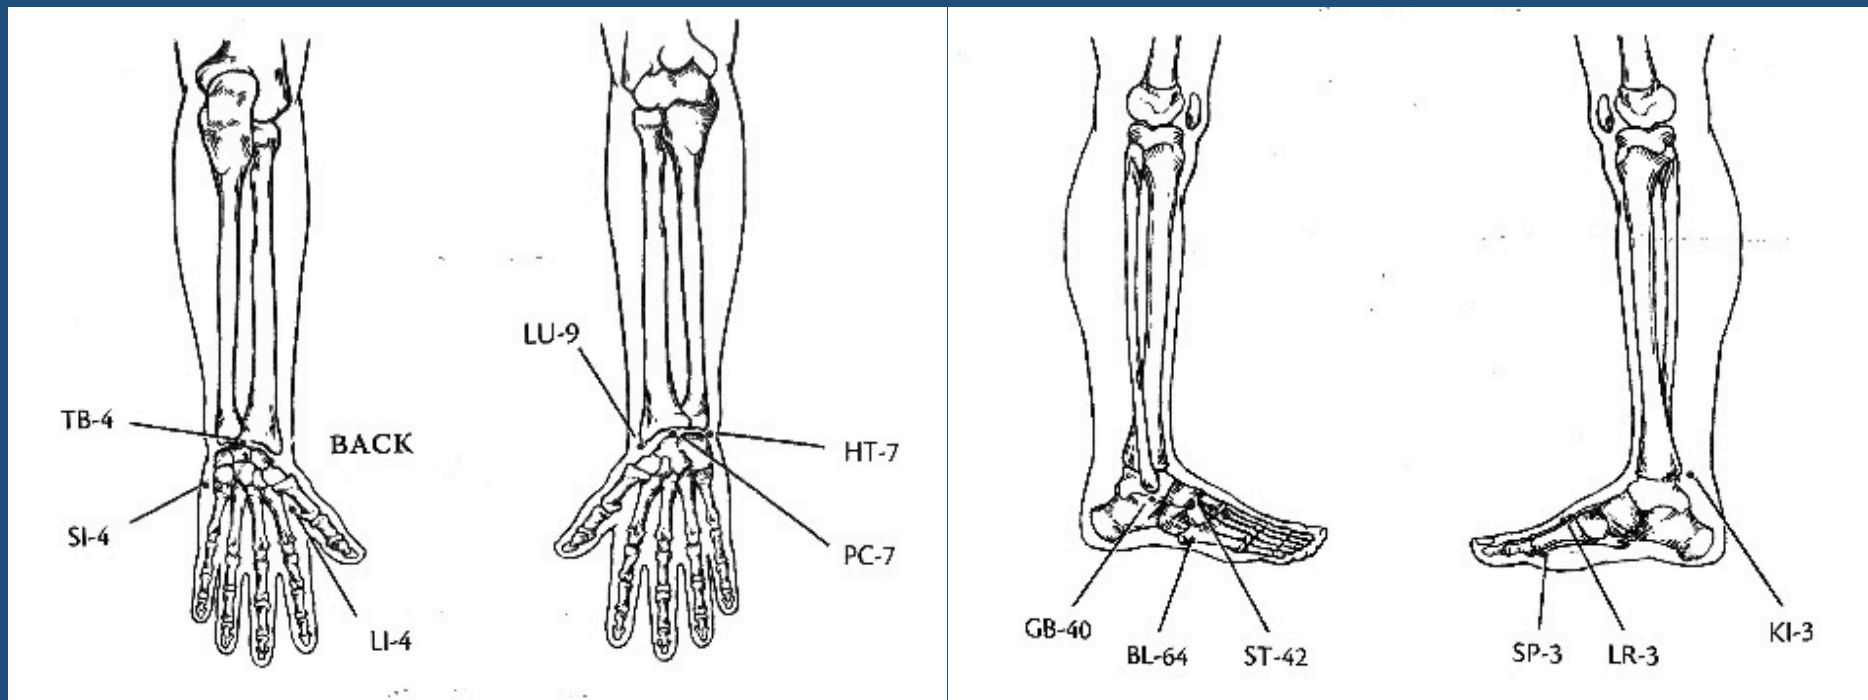 LU-9
TB-4
BACK
HT-7
SI-4
PC-7
LI-4
GB-40
BL-64
ST-42
SP-3
LR-3
KI-3